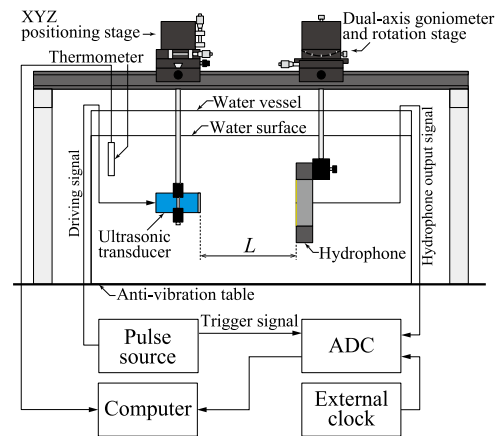 XYZ
positioning stage
Dual-axis goniometer
and rotation stage
Thermometer
Water vessel
Water surface
Driving signal
Hydrophone output signal
Ultrasonic
transducer
L
Hydrophone
Anti-vibration table
Pulse
source
Trigger signal
ADC
Computer
External
clock